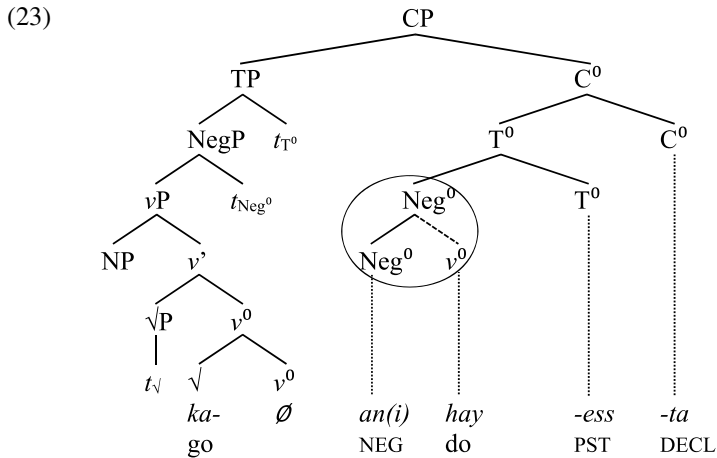 (23)
CP
TP C⁰
NegP t_T⁰ T⁰ C⁰
vP t_Neg⁰ Neg⁰ T⁰
NP v’ Neg⁰ v⁰
√P v⁰
t_√ √ v⁰
ka- Ø an(i) hay -ess -ta
go NEG do PST DECL